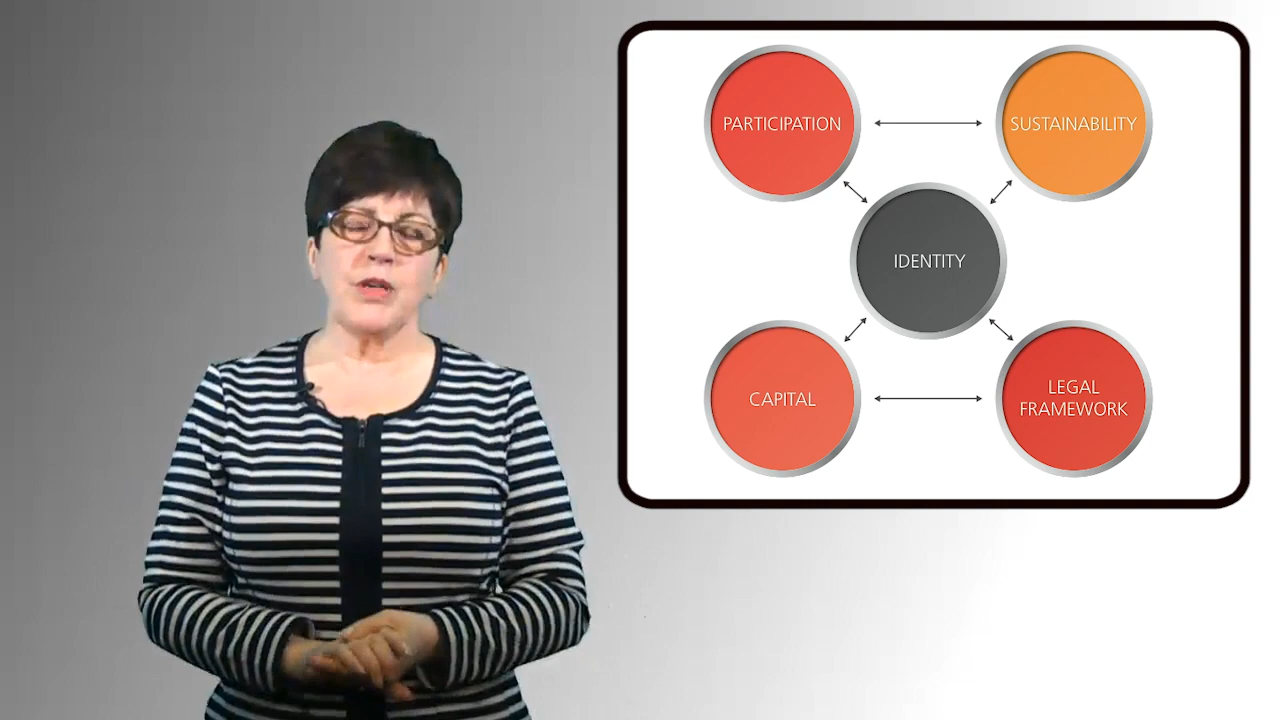 PARTICIPATION
SUSTAINABILITY
IDENTITY
CAPITAL
LEGAL
FRAMEWORK